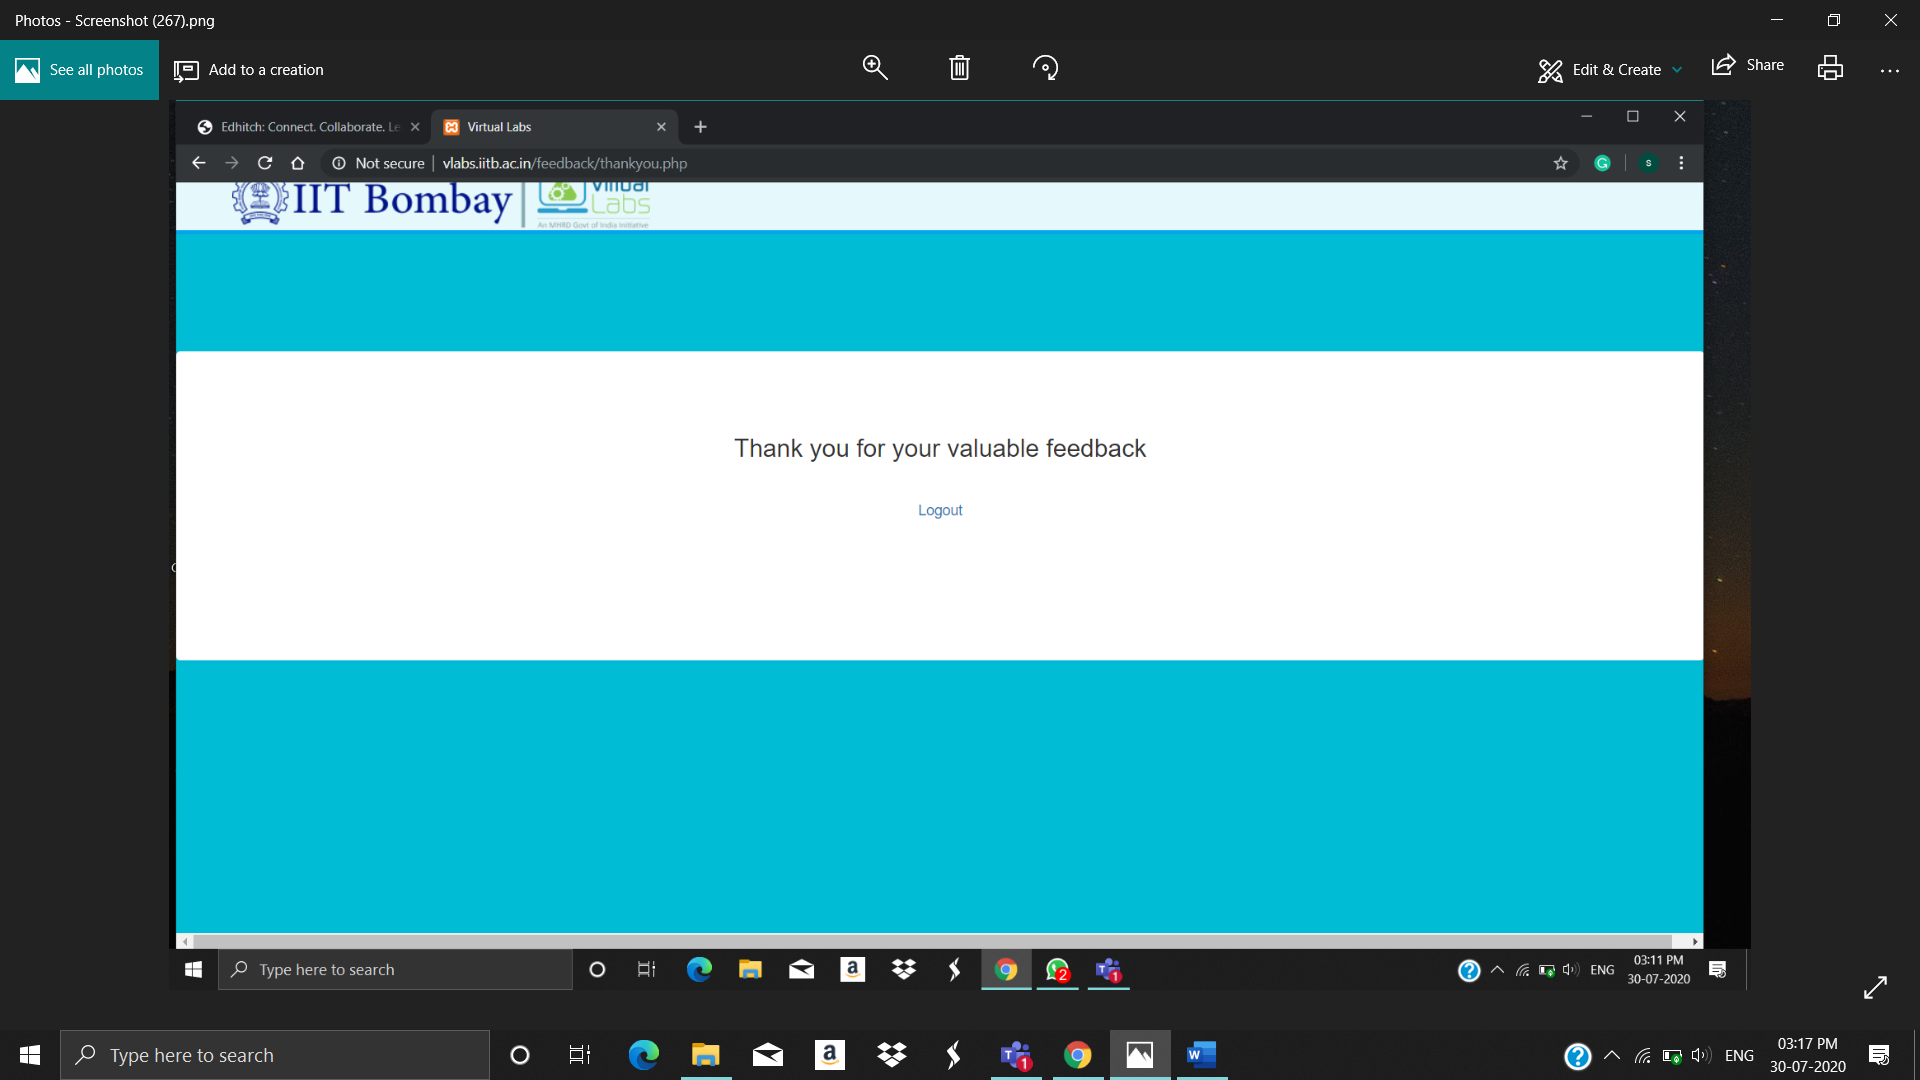 Photos - Screenshot (267).png
See all photos
Add to a creation
Edit & Create
Share
Edhitch: Connect. Collaborate. Le
Virtual Labs
Not secure
vlabs.iitb.ac.in/feedback/thankyou.php
S
IIT Bombay
Virtual
Labs
An MHRD Govt of India Initiative
Thank you for your valuable feedback
Logout
Type here to search
a
2
T
1
ENG
03:11 PM
30-07-2020
Type here to search
a
T
1
W
ENG
03:17 PM
30-07-2020